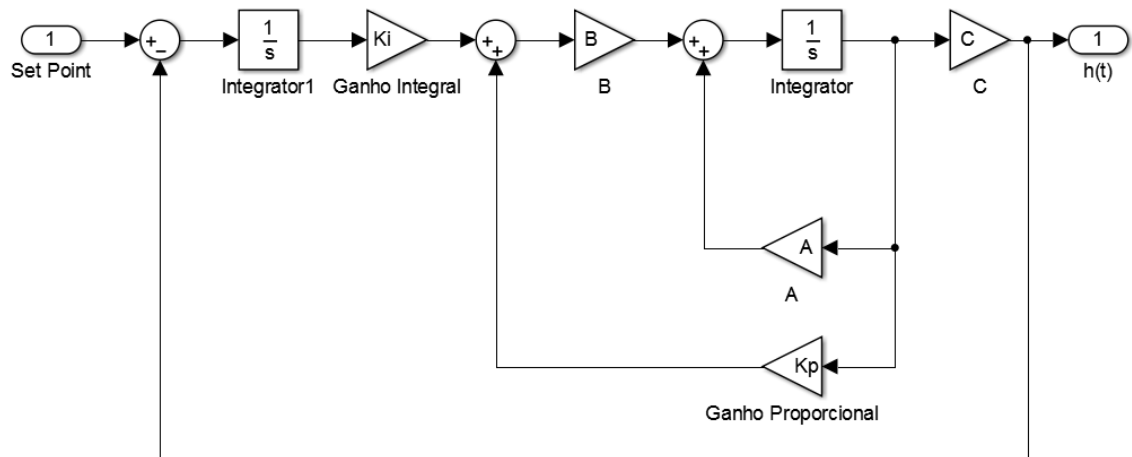 1
Set Point
+
−
1
s
Integrator1
Ki
Ganho Integral
+
+
B
B
+
+
1
s
Integrator
C
C
1
h(t)
A
A
Kp
Ganho Proporcional